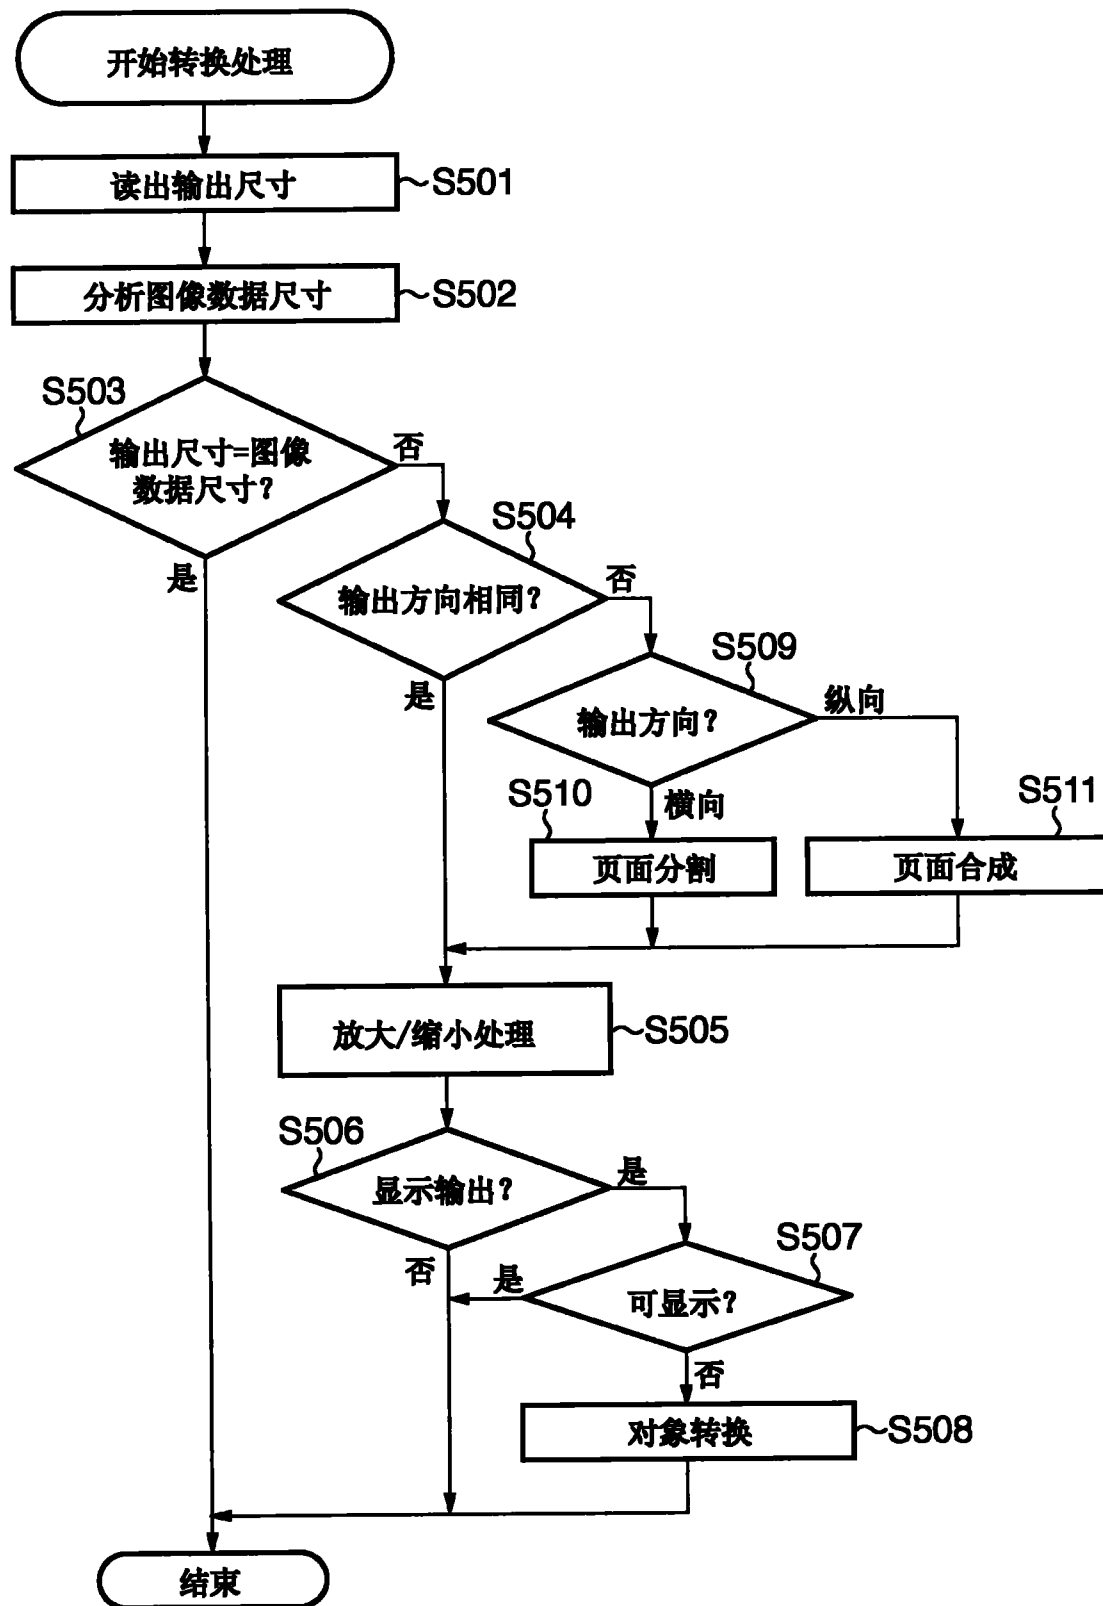 开始转换处理
读出输出尺寸
S501
分析图像数据尺寸
S502
S503
输出尺寸=图像
数据尺寸？
否
是
S504
输出方向相同？
否
是
S509
输出方向？
纵向
横向
S510
页面分割
S511
页面合成
放大/缩小处理
S505
S506
显示输出？
是
否
S507
可显示？
是
否
对象转换
S508
结束